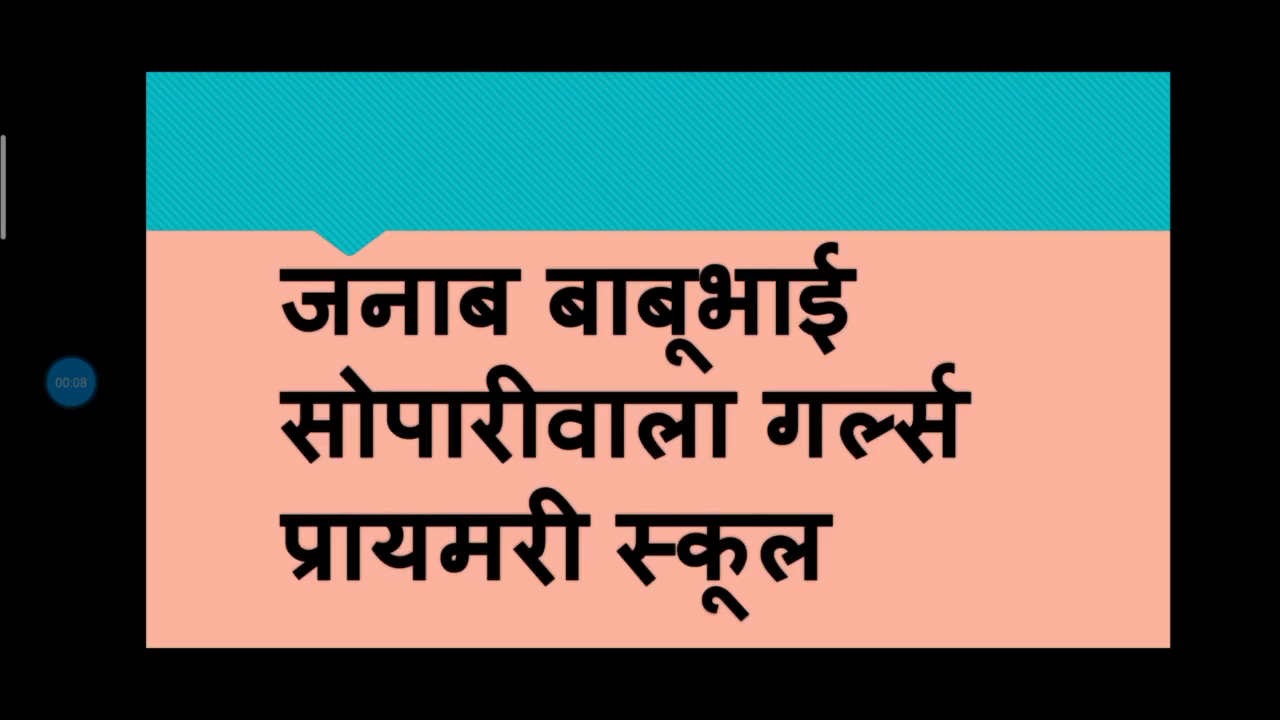 जनाब बाबूभाई
सोपारीवाला गर्ल्स
प्रायमरी स्कूल
00:08